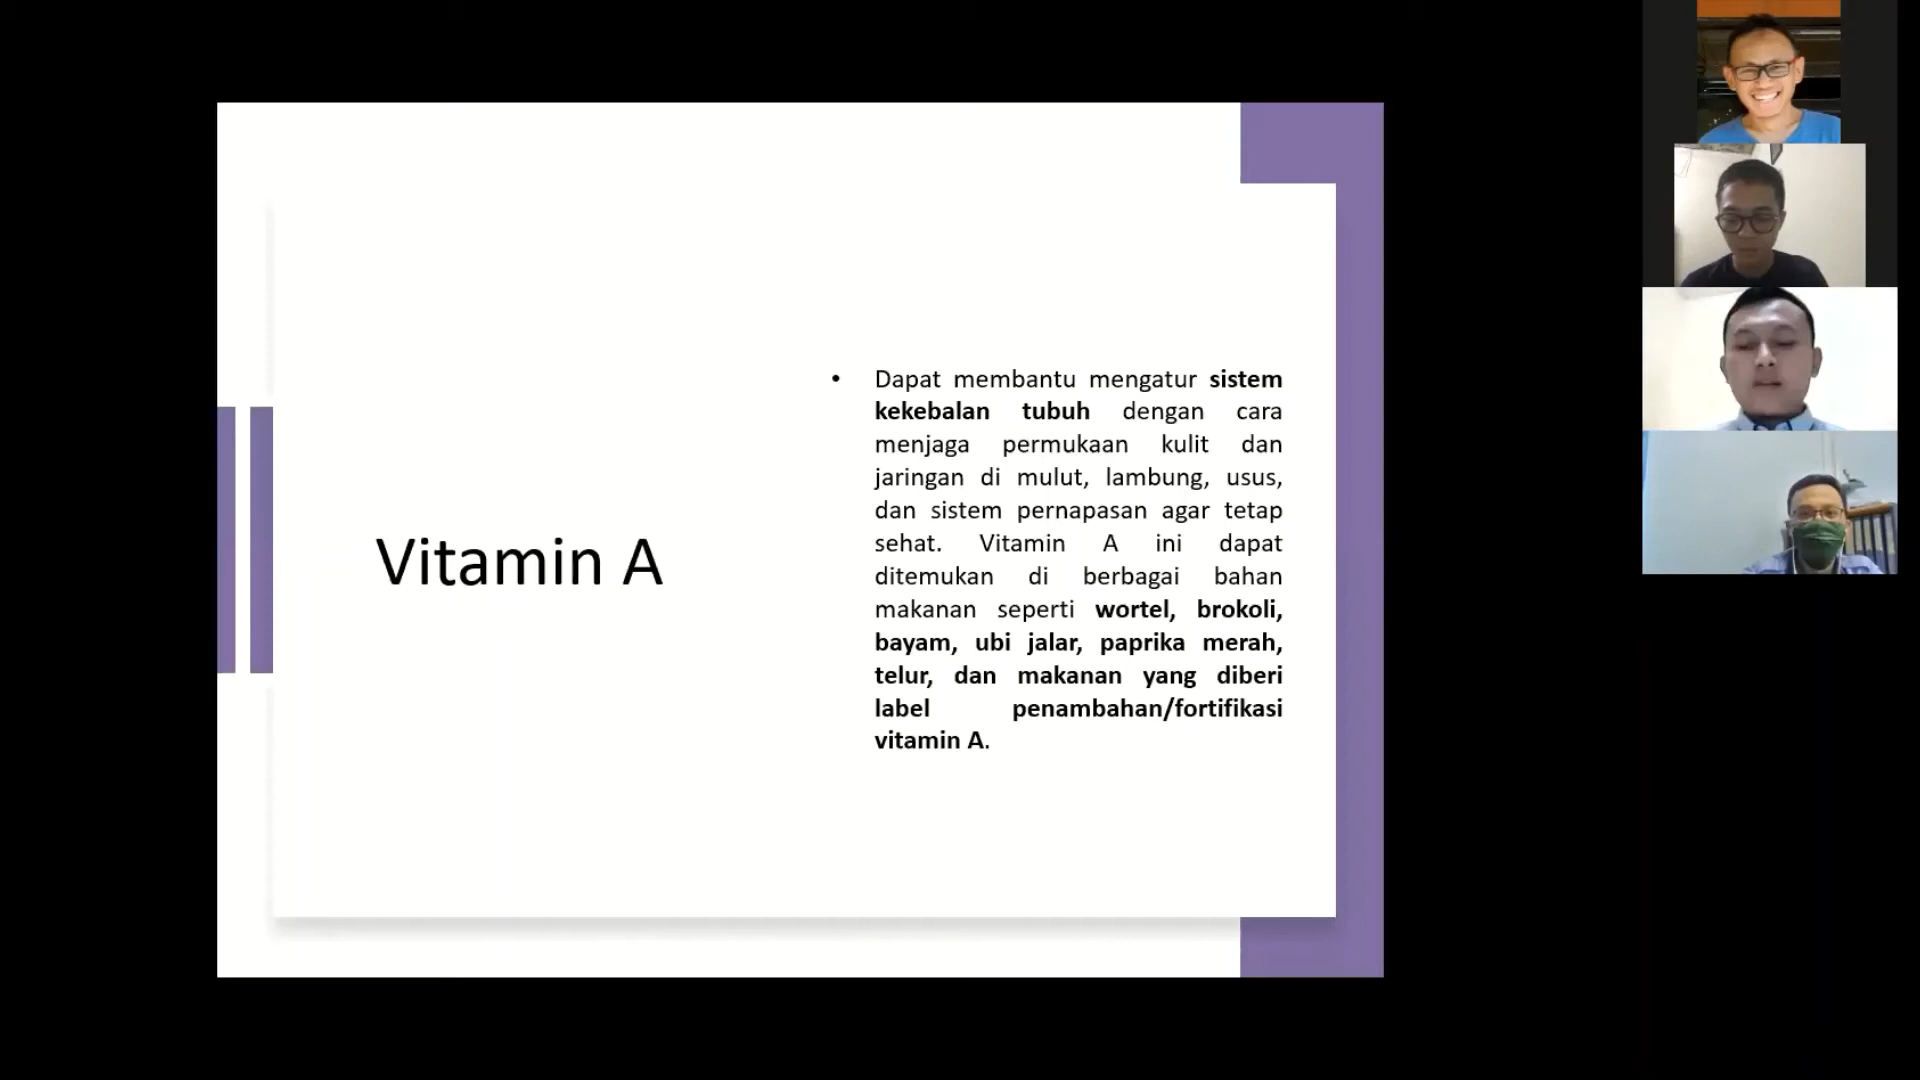 Vitamin A
• Dapat membantu mengatur sistem
kekebalan tubuh dengan cara
menjaga permukaan kulit dan
jaringan di mulut, lambung, usus,
dan sistem pernapasan agar tetap
sehat. Vitamin A ini dapat
ditemukan di berbagai bahan
makanan seperti wortel, brokoli,
bayam, ubi jalar, paprika merah,
telur, dan makanan yang diberi
label penambahan/fortifikasi
vitamin A.